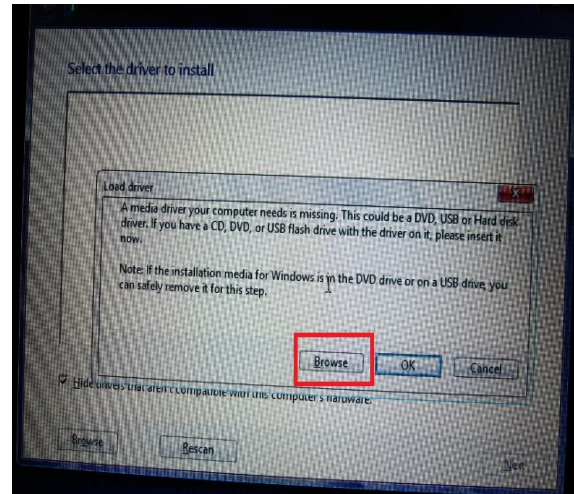 Select the driver to install
Load driver
A media driver your computer needs is missing. This could be a DVD, USB or Hard disk
driver. If you have a CD, DVD, or USB flash drive with the driver on it, please insert it
now.
Note: If the installation media for Windows is in the DVD drive or on a USB drive, you
can safely remove it for this step.
Browse OK Cancel
Hide drivers that aren't compatible with this computer's hardware.
Browse Rescan Next